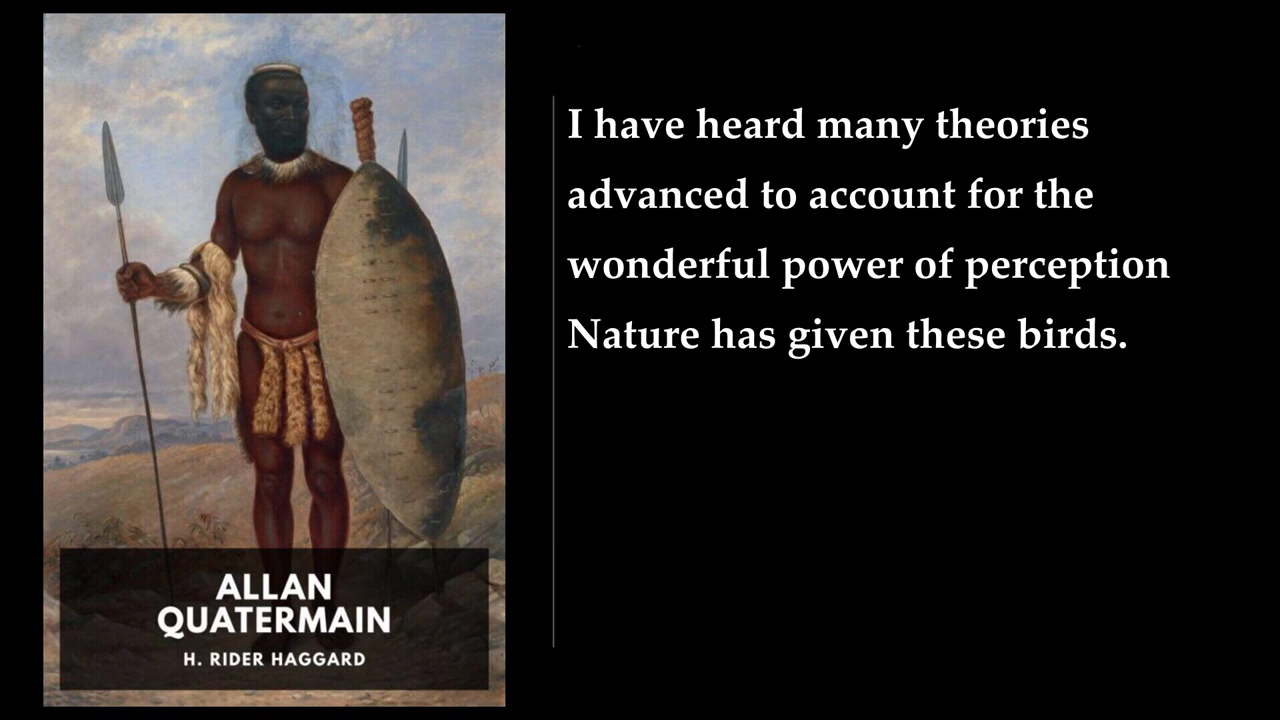 ALLAN
QUATERMAIN
H. RIDER HAGGARD
I have heard many theories
advanced to account for the
wonderful power of perception
Nature has given these birds.